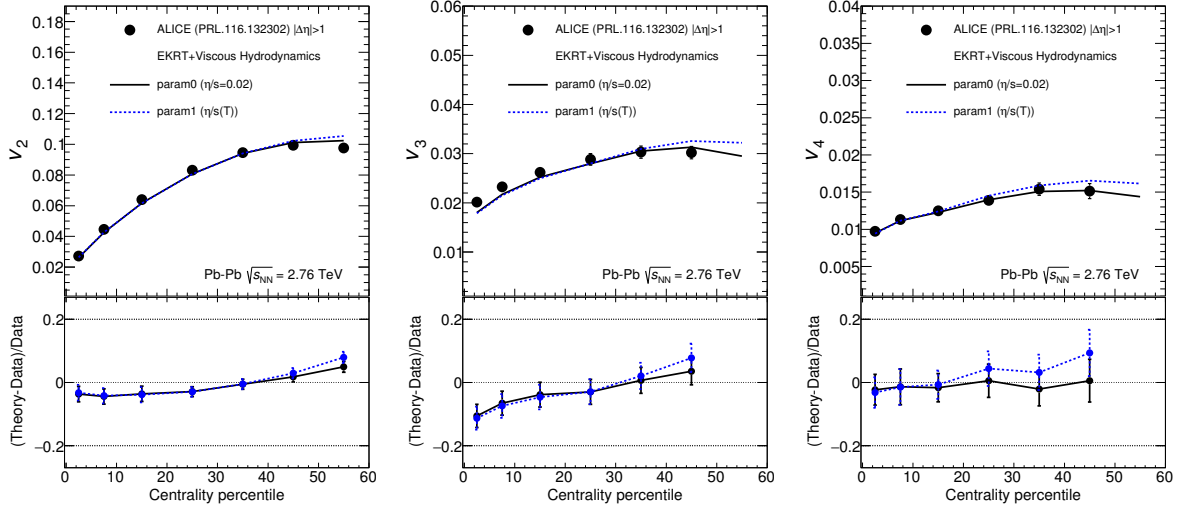 0.18
0.16
0.14
0.12
0.1
0.08
0.06
0.04
0.02
v2
ALICE (PRL.116.132302) |Δη|>1
EKRT+Viscous Hydrodynamics
param0 (η/s=0.02)
param1 (η/s(T))
Pb-Pb √sNN = 2.76 TeV
0.2
0
−0.2
(Theory-Data)/Data
0 10 20 30 40 50 60
Centrality percentile
0.06
0.05
0.04
0.03
0.02
0.01
v3
ALICE (PRL.116.132302) |Δη|>1
EKRT+Viscous Hydrodynamics
param0 (η/s=0.02)
param1 (η/s(T))
Pb-Pb √sNN = 2.76 TeV
0.2
0
−0.2
(Theory-Data)/Data
0 10 20 30 40 50 60
Centrality percentile
0.04
0.035
0.03
0.025
0.02
0.015
0.01
0.005
v4
ALICE (PRL.116.132302) |Δη|>1
EKRT+Viscous Hydrodynamics
param0 (η/s=0.02)
param1 (η/s(T))
Pb-Pb √sNN = 2.76 TeV
0.2
0
−0.2
(Theory-Data)/Data
0 10 20 30 40 50 60
Centrality percentile